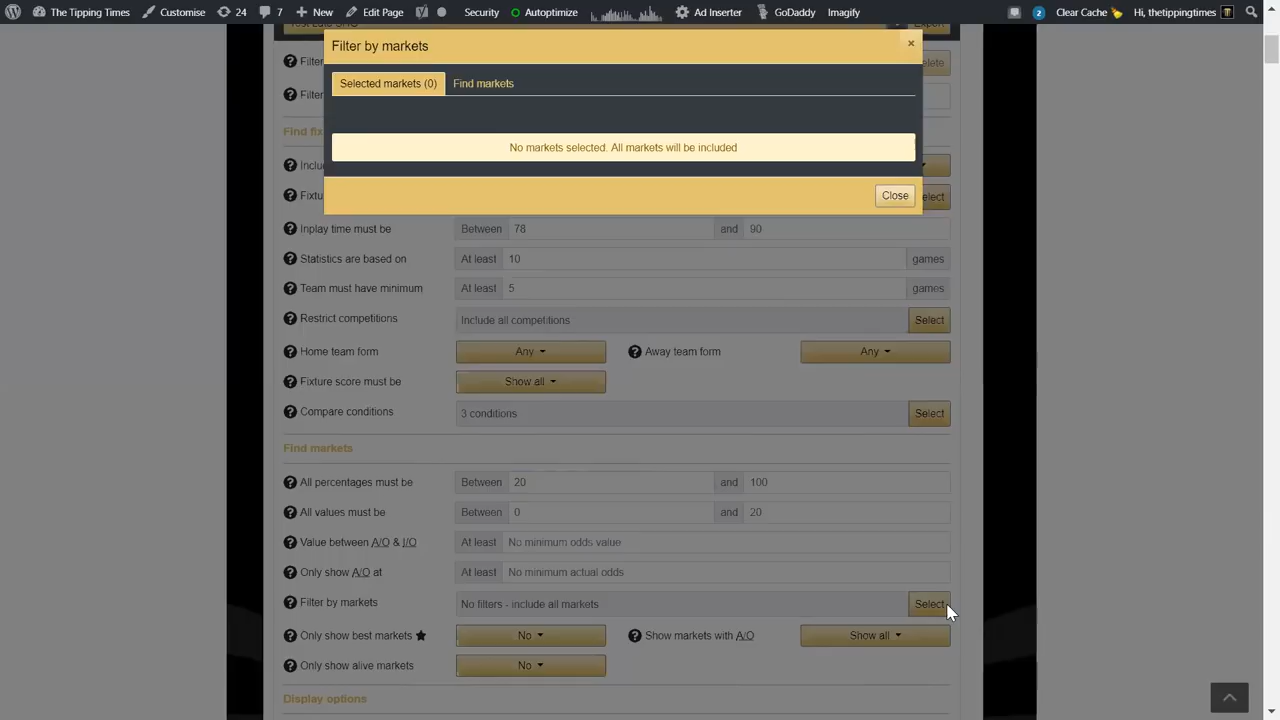 The Tipping Times Customise 24 7 New Edit Page Security Autoptimize Ad Inserter GoDaddy Imagify 2 Clear Cache Hi, thetippingtimes
Filter by markets ×
Selected markets (0) Find markets
No markets selected. All markets will be included
Close
Inplay time must be Between 78 and 90
Statistics are based on At least 10 games
Team must have minimum At least 5 games
Restrict competitions Include all competitions Select
Home team form Any Away team form Any
Fixture score must be Show all
Compare conditions 3 conditions Select
Find markets
All percentages must be Between 20 and 100
All values must be Between 0 and 20
Value between A/O & I/O At least No minimum odds value
Only show A/O at At least No minimum actual odds
Filter by markets No filters - include all markets Select
Only show best markets No Show markets with A/O Show all
Only show alive markets No
Display options